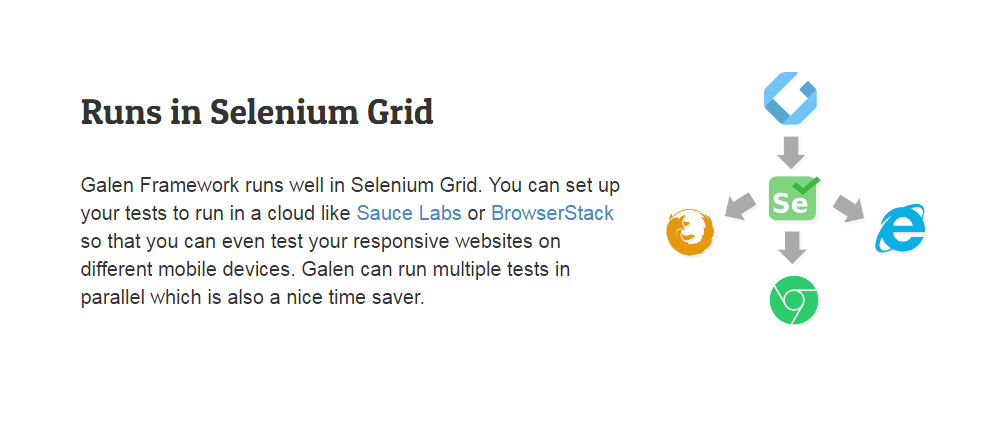 Runs in Selenium Grid
Galen Framework runs well in Selenium Grid. You can set up
your tests to run in a cloud like Sauce Labs or BrowserStack
so that you can even test your responsive websites on
different mobile devices. Galen can run multiple tests in
parallel which is also a nice time saver.
Se